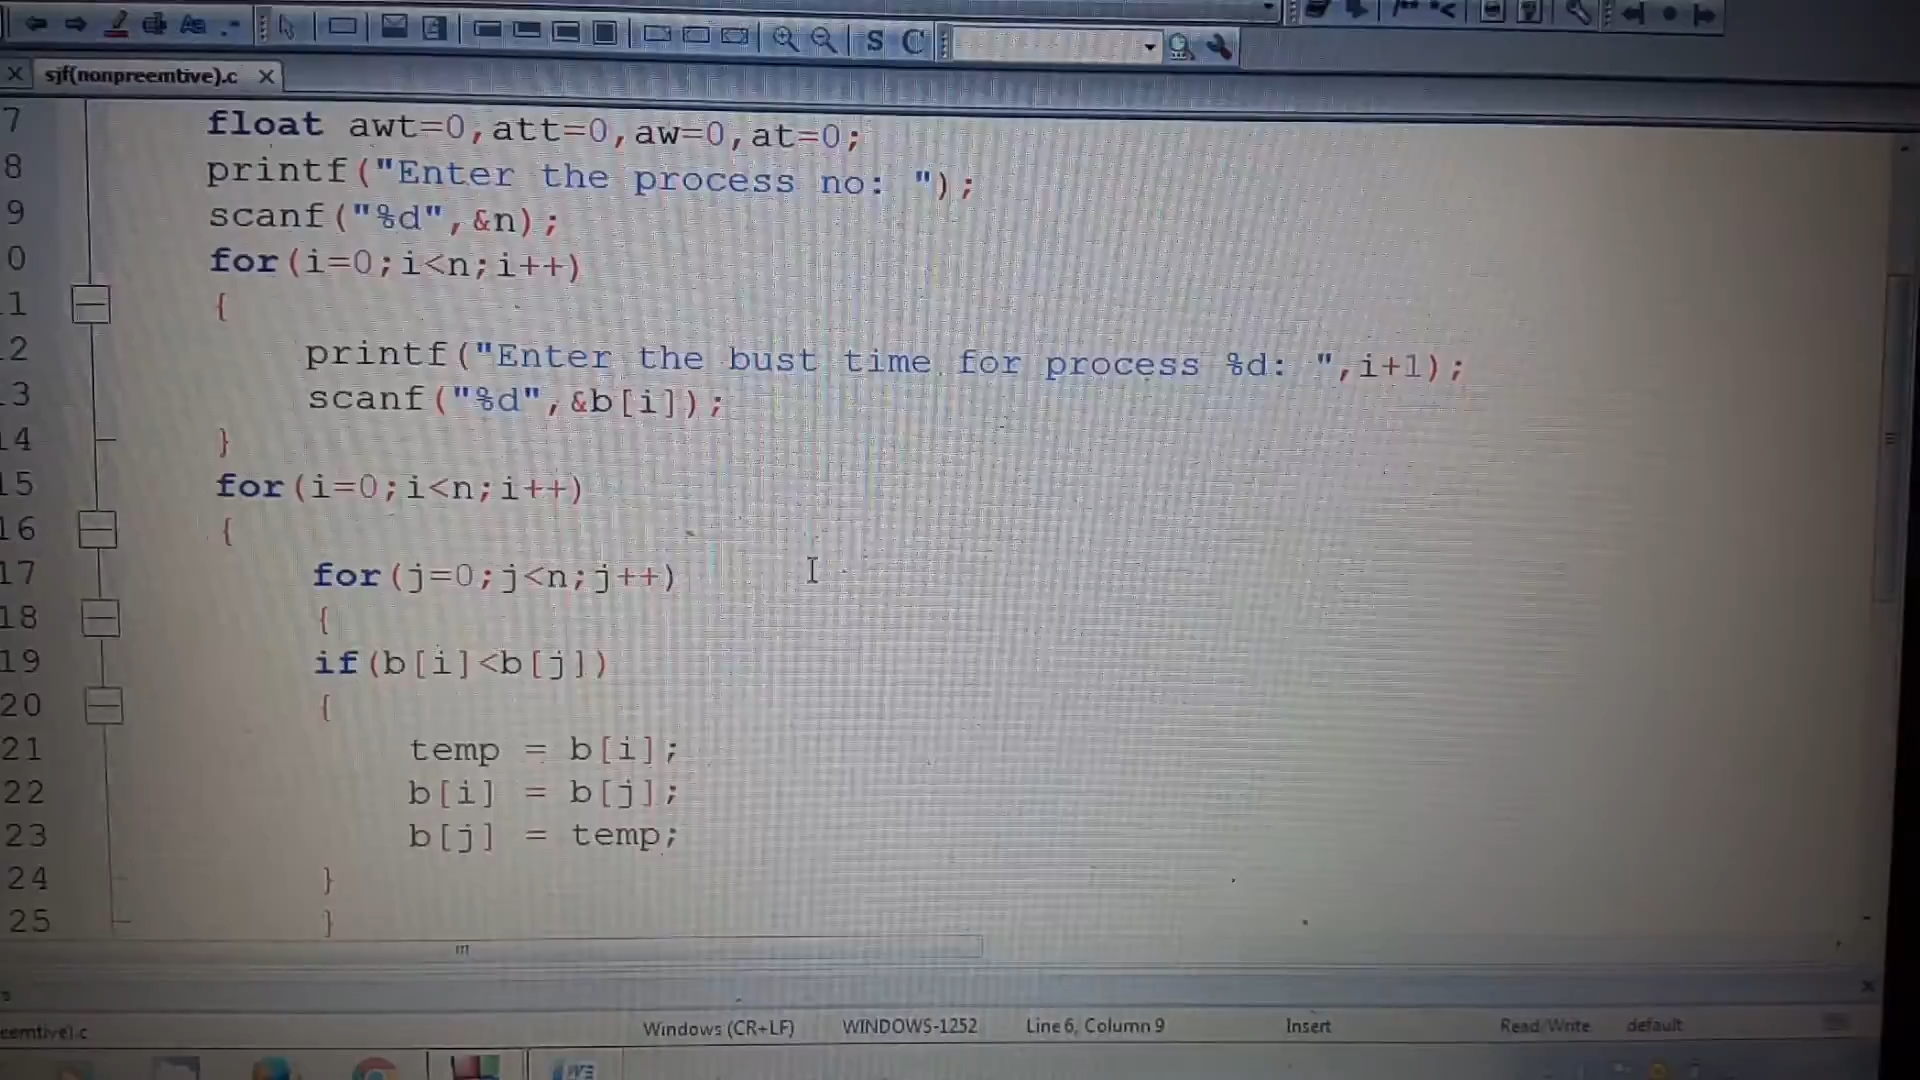 S C
sjf(nonpreemtive).c
7 float awt=0,att=0,aw=0,at=0;
8 printf("Enter the process no: ");
9 scanf("%d",&n);
0 for(i=0;i<n;i++)
1 {
2 printf("Enter the bust time for process %d: ",i+1);
3 scanf("%d",&b[i]);
14 }
15 for(i=0;i<n;i++)
16 {
17 for(j=0;j<n;j++)
18 {
19 if(b[i]<b[j])
20 {
21 temp = b[i];
22 b[i] = b[j];
23 b[j] = temp;
24 }
25 }
eemtive).c Windows (CR+LF) WINDOWS-1252 Line 6, Column 9 Insert Read/Write default